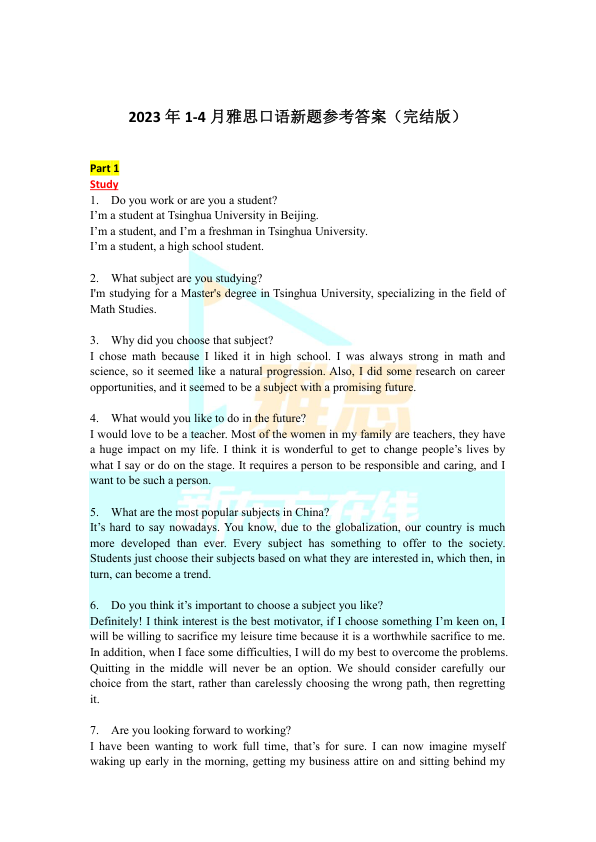 2023 年 1-4 月雅思口语新题参考答案（完结版）
Part 1
Study
1. Do you work or are you a student?
I’m a student at Tsinghua University in Beijing.
I’m a student, and I’m a freshman in Tsinghua University.
I’m a student, a high school student.
2. What subject are you studying?
I'm studying for a Master's degree in Tsinghua University, specializing in the field of
Math Studies.
3. Why did you choose that subject?
I chose math because I liked it in high school. I was always strong in math and
science, so it seemed like a natural progression. Also, I did some research on career
opportunities, and it seemed to be a subject with a promising future.
雅思
4. What would you like to do in the future?
I would love to be a teacher. Most of the women in my family are teachers, they have
a huge impact on my life. I think it is wonderful to get to change people’s lives by
what I say or do on the stage. It requires a person to be responsible and caring, and I
want to be such a person.
新东方在线
5. What are the most popular subjects in China?
It’s hard to say nowadays. You know, due to the globalization, our country is much
more developed than ever. Every subject has something to offer to the society.
Students just choose their subjects based on what they are interested in, which then, in
turn, can become a trend.
6. Do you think it’s important to choose a subject you like?
Definitely! I think interest is the best motivator, if I choose something I’m keen on, I
will be willing to sacrifice my leisure time because it is a worthwhile sacrifice to me.
In addition, when I face some difficulties, I will do my best to overcome the problems.
Quitting in the middle will never be an option. We should consider carefully our
choice from the start, rather than carelessly choosing the wrong path, then regretting
it.
7. Are you looking forward to working?
I have been wanting to work full time, that’s for sure. I can now imagine myself
waking up early in the morning, getting my business attire on and sitting behind my